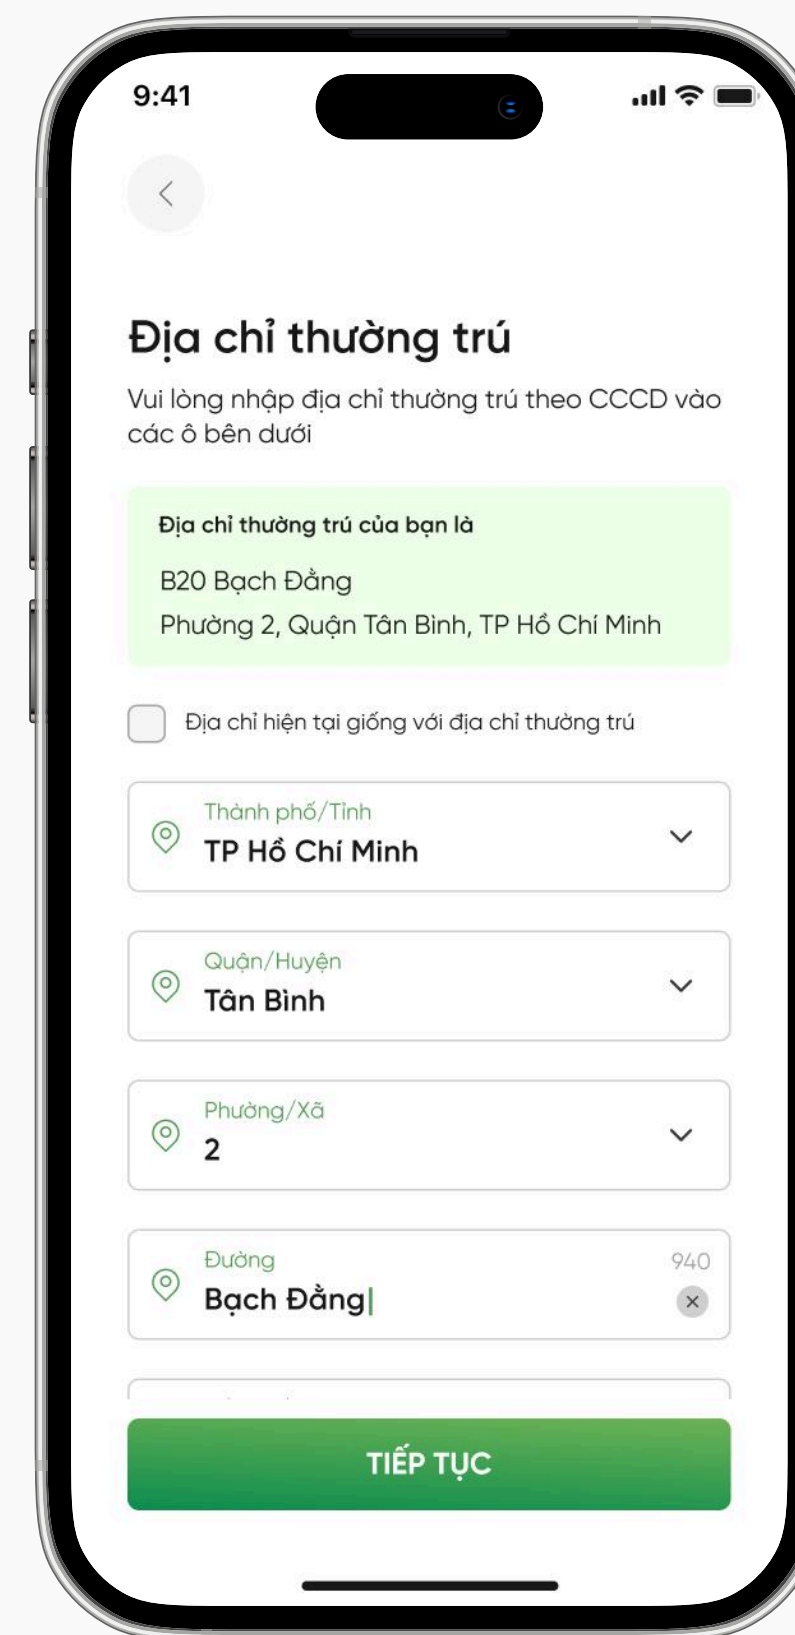 9:41
Địa chỉ thường trú
Vui lòng nhập địa chỉ thường trú theo CCCD vào
các ô bên dưới
Địa chỉ thường trú của bạn là
B20 Bạch Đằng
Phường 2, Quận Tân Bình, TP Hồ Chí Minh
Địa chỉ hiện tại giống với địa chỉ thường trú
Thành phố/Tỉnh
TP Hồ Chí Minh
Quận/Huyện
Tân Bình
Phường/Xã
2
Đường
940
Bạch Đằng
TIẾP TỤC